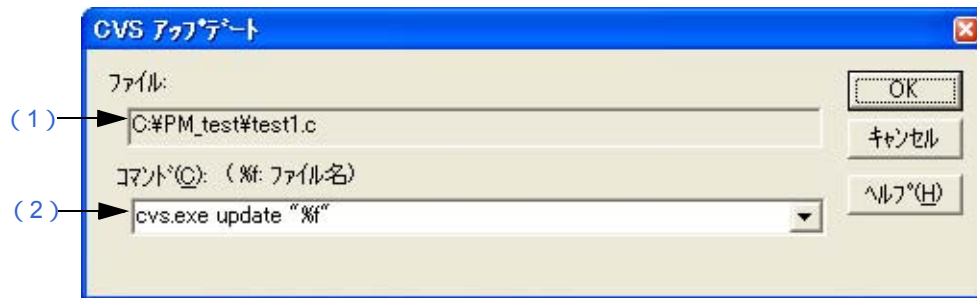 CVS ｱｯﾌﾟﾃﾞｰﾄ
ﾌｧｲﾙ:
(1)
C:¥PM_test¥test1.c
OK
ｷｬﾝｾﾙ
ｺﾏﾝﾄﾞ(C): ( %f: ﾌｧｲﾙ名)
ﾍﾙﾌﾟ(H)
(2)
cvs.exe update "%f"